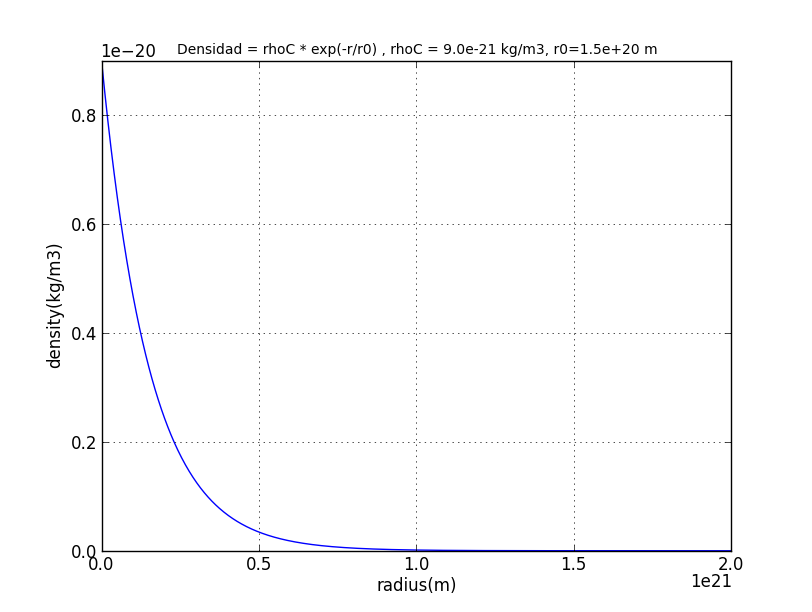 1e−20
Densidad = rhoC * exp(-r/r0) , rhoC = 9.0e-21 kg/m3, r0=1.5e+20 m
0.8
0.6
0.4
0.2
0.0
density(kg/m3)
0.0 0.5 1.0 1.5 2.0
1e21
radius(m)